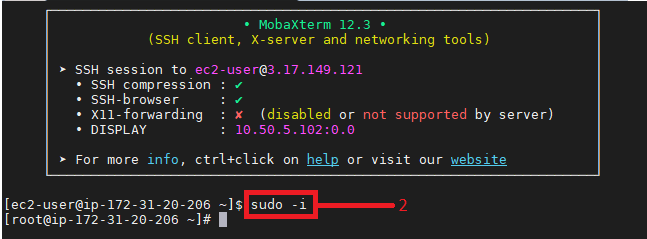 • MobaXterm 12.3 •
(SSH client, X-server and networking tools)
➤ SSH session to ec2-user@3.17.149.121
• SSH compression : ✔
• SSH-browser : ✔
• X11-forwarding : ✘ (disabled or not supported by server)
• DISPLAY : 10.50.5.102:0.0
➤ For more info, ctrl+click on help or visit our website
[ec2-user@ip-172-31-20-206 ~]$ sudo -i 2
[root@ip-172-31-20-206 ~]#